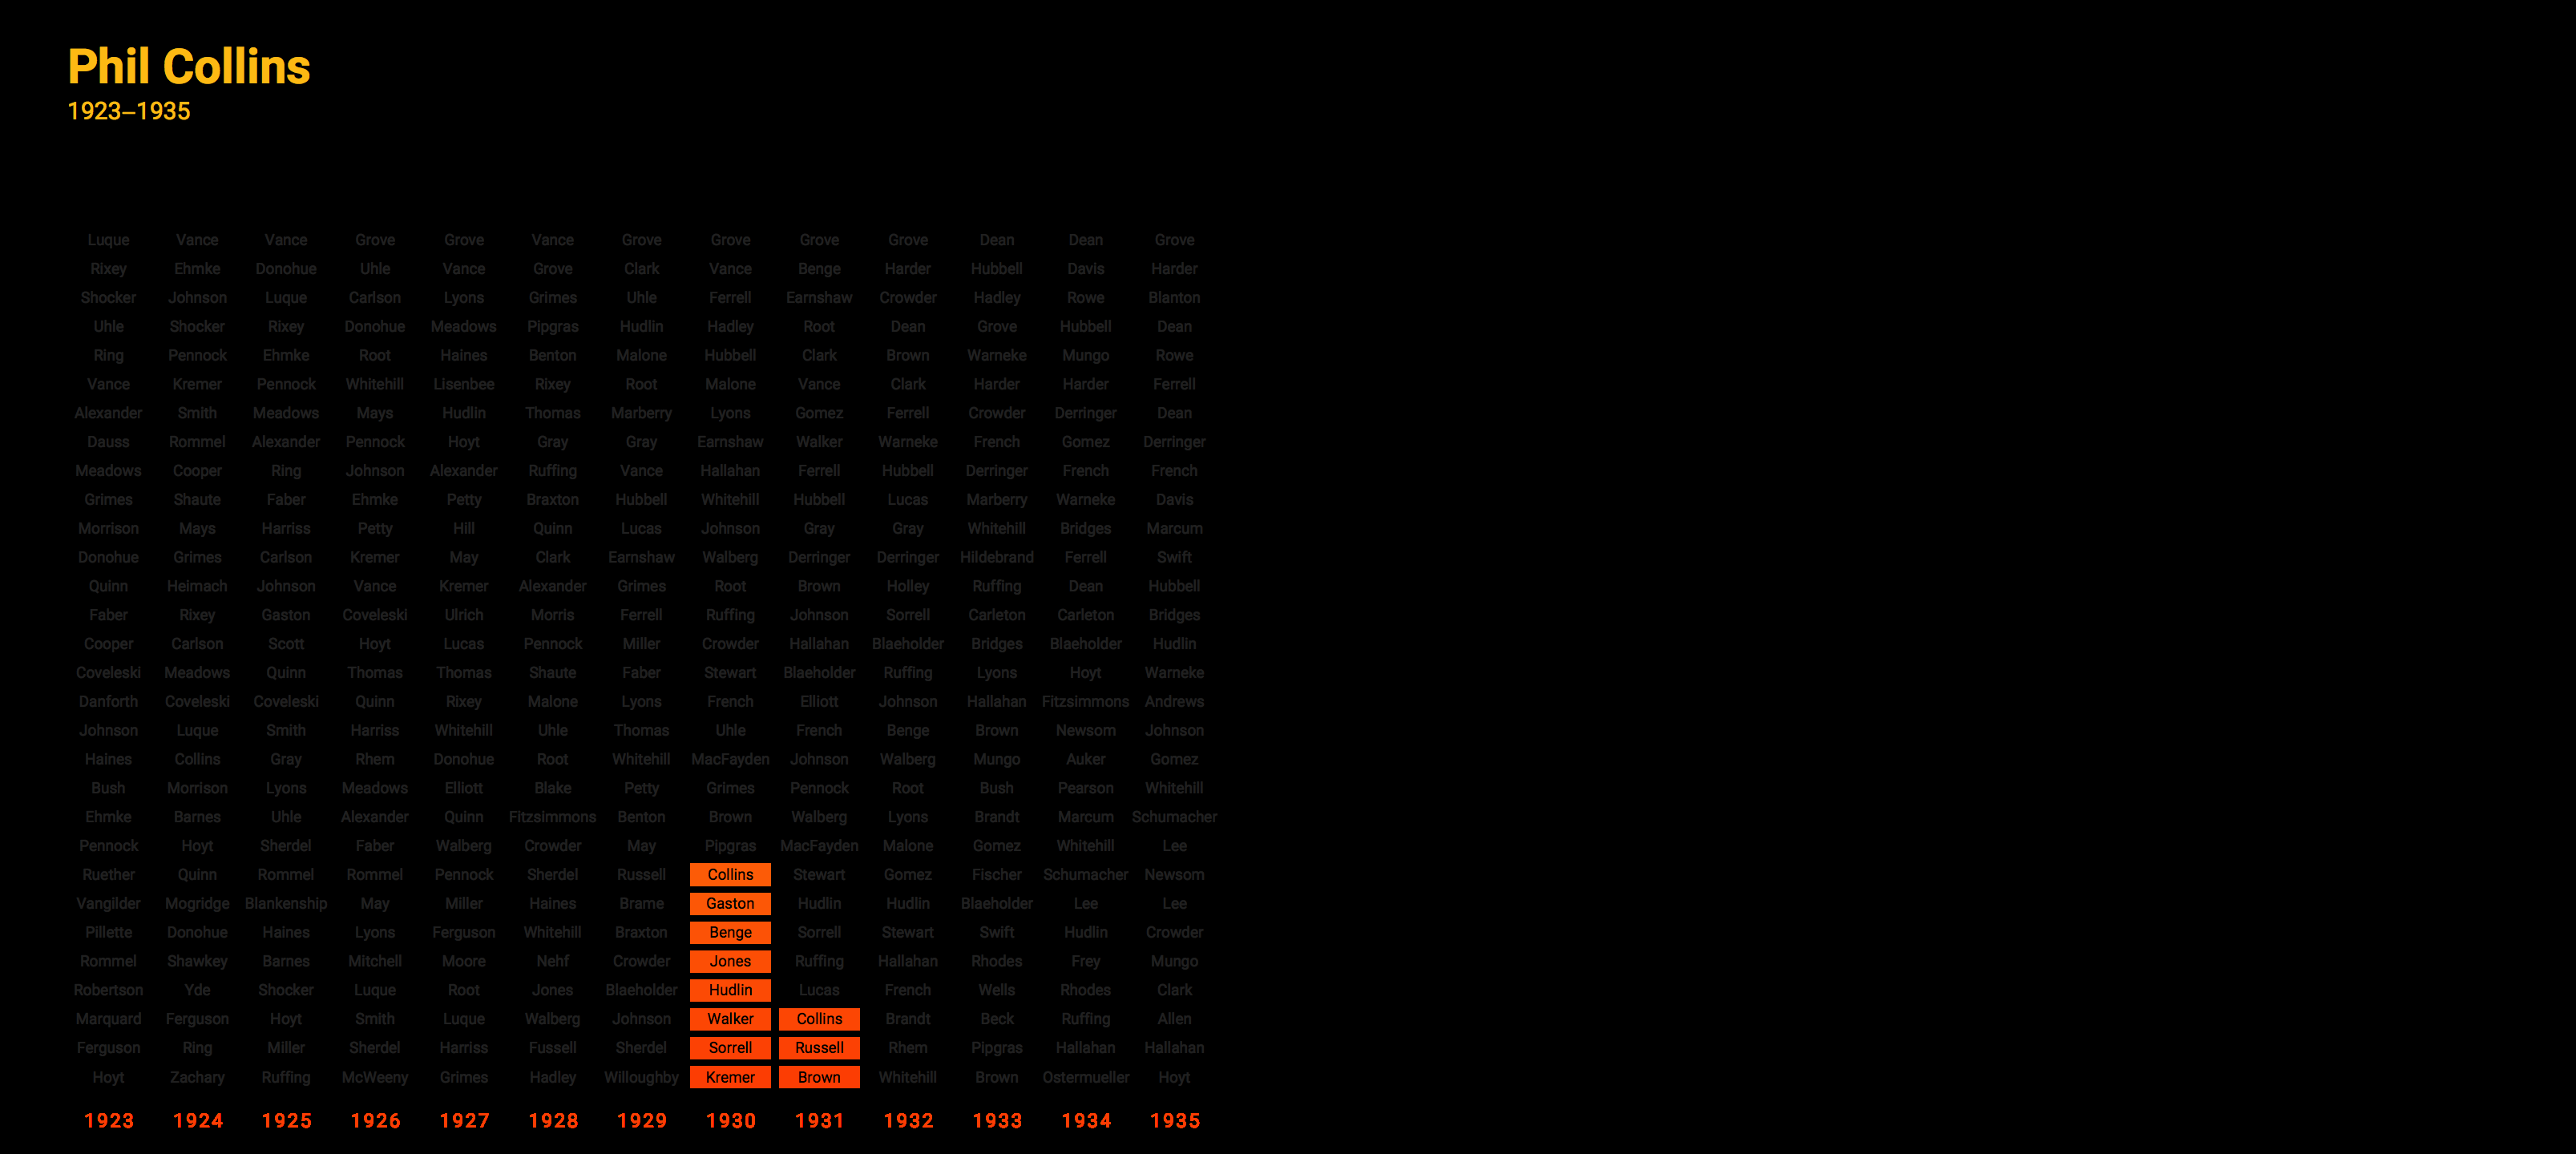 Phil Collins
1923–1935
Luque Vance Vance Grove Grove Vance Grove Grove Grove Grove Dean Dean Grove
Rixey Ehmke Donohue Uhle Vance Grove Clark Vance Benge Harder Hubbell Davis Harder
Shocker Johnson Luque Carlson Lyons Grimes Uhle Ferrell Earnshaw Crowder Hadley Rowe Blanton
Uhle Shocker Rixey Donohue Meadows Pipgras Hudlin Hadley Root Dean Grove Hubbell Dean
Ring Pennock Ehmke Root Haines Benton Malone Hubbell Clark Brown Warneke Mungo Rowe
Vance Kremer Pennock Whitehill Lisenbee Rixey Root Malone Vance Clark Harder Harder Ferrell
Alexander Smith Meadows Mays Hudlin Thomas Marberry Lyons Gomez Ferrell Crowder Derringer Dean
Dauss Rommel Alexander Pennock Hoyt Gray Gray Earnshaw Walker Warneke French Gomez Derringer
Meadows Cooper Ring Johnson Alexander Ruffing Vance Hallahan Ferrell Hubbell Derringer French French
Grimes Shaute Faber Ehmke Petty Braxton Hubbell Whitehill Hubbell Lucas Marberry Warneke Davis
Morrison Mays Harriss Petty Hill Quinn Lucas Johnson Gray Gray Whitehill Bridges Marcum
Donohue Grimes Carlson Kremer May Clark Earnshaw Walberg Derringer Derringer Hildebrand Ferrell Swift
Quinn Heimach Johnson Vance Kremer Alexander Grimes Root Brown Holley Ruffing Dean Hubbell
Faber Rixey Gaston Coveleski Ulrich Morris Ferrell Ruffing Johnson Sorrell Carleton Carleton Bridges
Cooper Carlson Scott Hoyt Lucas Pennock Miller Crowder Hallahan Blaeholder Bridges Blaeholder Hudlin
Coveleski Meadows Quinn Thomas Thomas Shaute Faber Stewart Blaeholder Ruffing Lyons Hoyt Warneke
Danforth Coveleski Coveleski Quinn Rixey Malone Lyons French Elliott Johnson Hallahan Fitzsimmons Andrews
Johnson Luque Smith Harriss Whitehill Uhle Thomas Uhle French Benge Brown Newsom Johnson
Haines Collins Gray Rhem Donohue Root Whitehill MacFayden Johnson Walberg Mungo Auker Gomez
Bush Morrison Lyons Meadows Elliott Blake Petty Grimes Pennock Root Bush Pearson Whitehill
Ehmke Barnes Uhle Alexander Quinn Fitzsimmons Benton Brown Walberg Lyons Brandt Marcum Schumacher
Pennock Hoyt Sherdel Faber Walberg Crowder May Pipgras MacFayden Malone Gomez Whitehill Lee
Ruether Quinn Rommel Rommel Pennock Sherdel Russell Collins Stewart Gomez Fischer Schumacher Newsom
Vangilder Mogridge Blankenship May Miller Haines Brame Gaston Hudlin Hudlin Blaeholder Lee Lee
Pillette Donohue Haines Lyons Ferguson Whitehill Braxton Benge Sorrell Stewart Swift Hudlin Crowder
Rommel Shawkey Barnes Mitchell Moore Nehf Crowder Jones Ruffing Hallahan Rhodes Frey Mungo
Robertson Yde Shocker Luque Root Jones Blaeholder Hudlin Lucas French Wells Rhodes Clark
Marquard Ferguson Hoyt Smith Luque Walberg Johnson Walker Collins Brandt Beck Ruffing Allen
Ferguson Ring Miller Sherdel Harriss Fussell Sherdel Sorrell Russell Rhem Pipgras Hallahan Hallahan
Hoyt Zachary Ruffing McWeeny Grimes Hadley Willoughby Kremer Brown Whitehill Brown Ostermueller Hoyt
1923 1924 1925 1926 1927 1928 1929 1930 1931 1932 1933 1934 1935